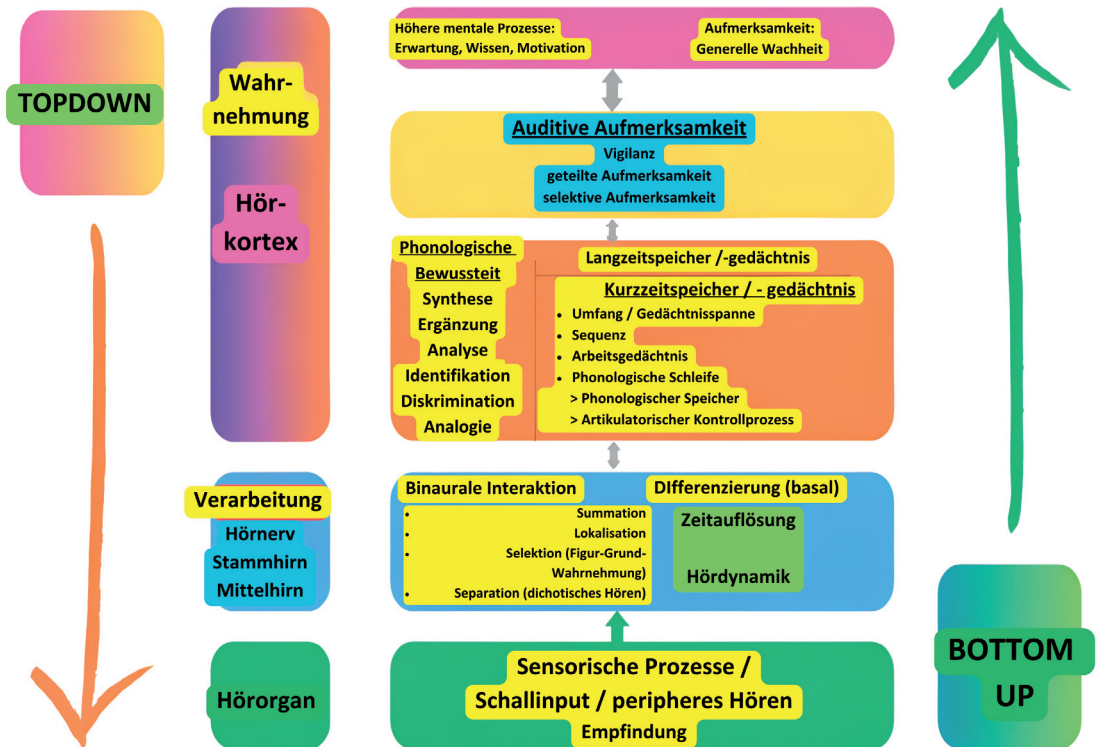 TOPDOWN
Wahr-
nehmung
Hör-
kortex
Höhere mentale Prozesse:
Erwartung, Wissen, Motivation
Aufmerksamkeit:
Generelle Wachheit
Auditive Aufmerksamkeit
Vigilanz
geteilte Aufmerksamkeit
selektive Aufmerksamkeit
Phonologische
Bewussteit
Synthese
Ergänzung
Analyse
Identifikation
Diskrimination
Analogie
Langzeitspeicher /-gedächtnis
Kurzzeitspeicher / - gedächtnis
• Umfang / Gedächtnisspanne
• Sequenz
• Arbeitsgedächtnis
• Phonologische Schleife
> Phonologischer Speicher
> Artikulatorischer Kontrollprozess
Verarbeitung
Hörnerv
Stammhirn
Mittelhirn
Binaurale Interaktion
• Summation
• Lokalisation
• Selektion (Figur-Grund-
Wahrnehmung)
• Separation (dichotisches Hören)
DIfferenzierung (basal)
Zeitauflösung
Hördynamik
Hörorgan
Sensorische Prozesse /
Schallinput / peripheres Hören
Empfindung
BOTTOM
UP